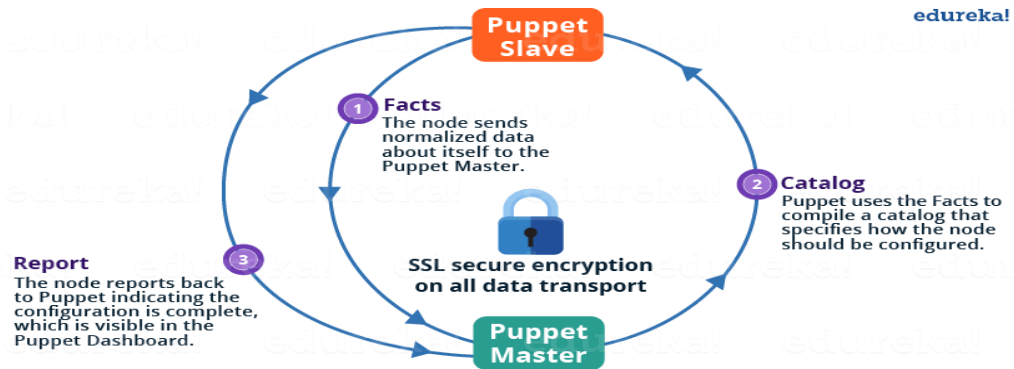 edureka!
Puppet
Slave
1
Facts
The node sends
normalized data
about itself to the
Puppet Master.
2
Catalog
Puppet uses the Facts to
compile a catalog that
specifies how the node
should be configured.
SSL secure encryption
on all data transport
3
Report
The node reports back
to Puppet indicating the
configuration is complete,
which is visible in the
Puppet Dashboard.
Puppet
Master